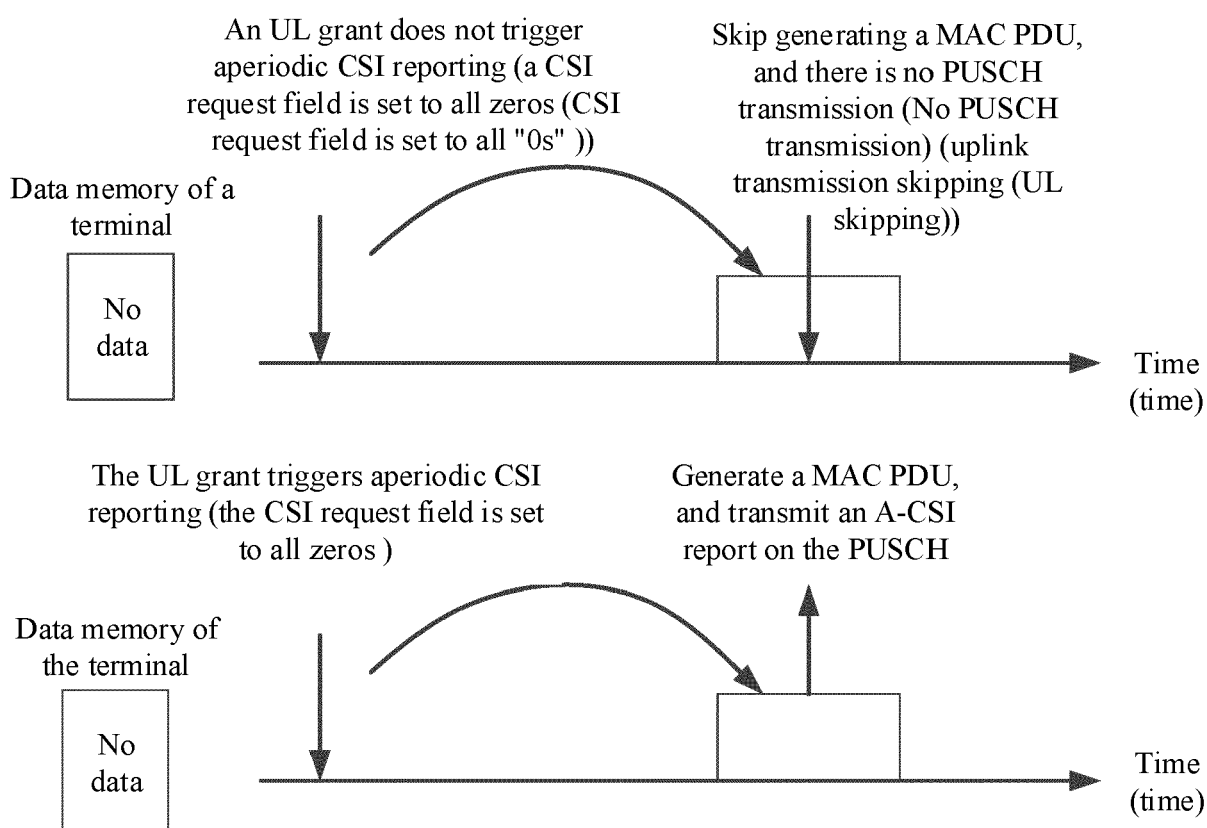 An UL grant does not trigger
aperiodic CSI reporting (a CSI
request field is set to all zeros (CSI
request field is set to all "0s" ))
Skip generating a MAC PDU,
and there is no PUSCH
transmission (No PUSCH
transmission) (uplink
transmission skipping (UL
skipping))
Data memory of a
terminal
No
data
Time
(time)
The UL grant triggers aperiodic CSI
reporting (the CSI request field is set
to all zeros )
Generate a MAC PDU,
and transmit an A-CSI
report on the PUSCH
Data memory of
the terminal
No
data
Time
(time)